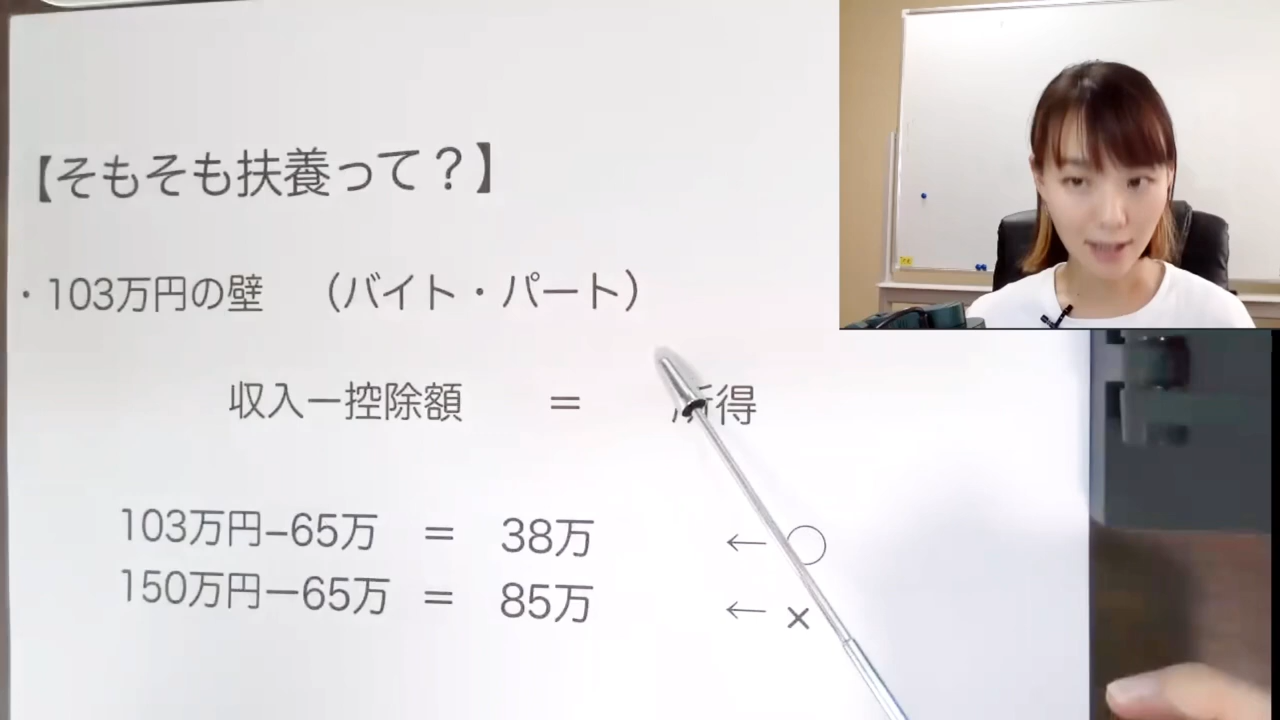 【そもそも扶養って？】
・103万円の壁　（バイト・パート）
収入ー控除額　＝　所得
103万円−65万　＝　38万　←○
150万円ー65万　＝　85万　←×